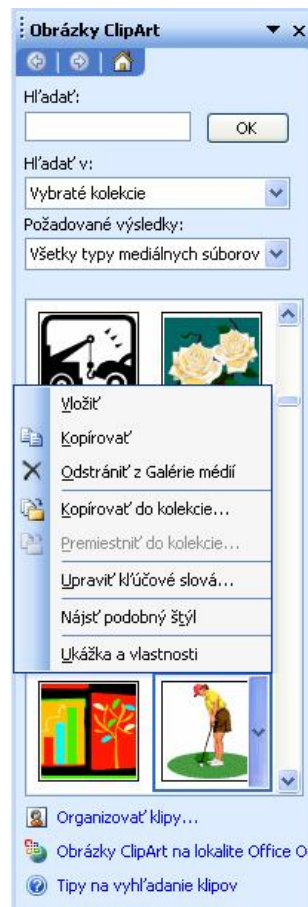 Obrázky ClipArt
Hľadať:
OK
Hľadať v:
Vybraté kolekcie
Požadované výsledky:
Všetky typy mediálnych súborov
Vložiť
Kopírovať
Odstrániť z Galérie médií
Kopírovať do kolekcie...
Premiestniť do kolekcie...
Upraviť kľúčové slová...
Nájsť podobný štýl
Ukážka a vlastnosti
Organizovať klipy...
Obrázky ClipArt na lokalite Office O
Tipy na vyhľadanie klipov